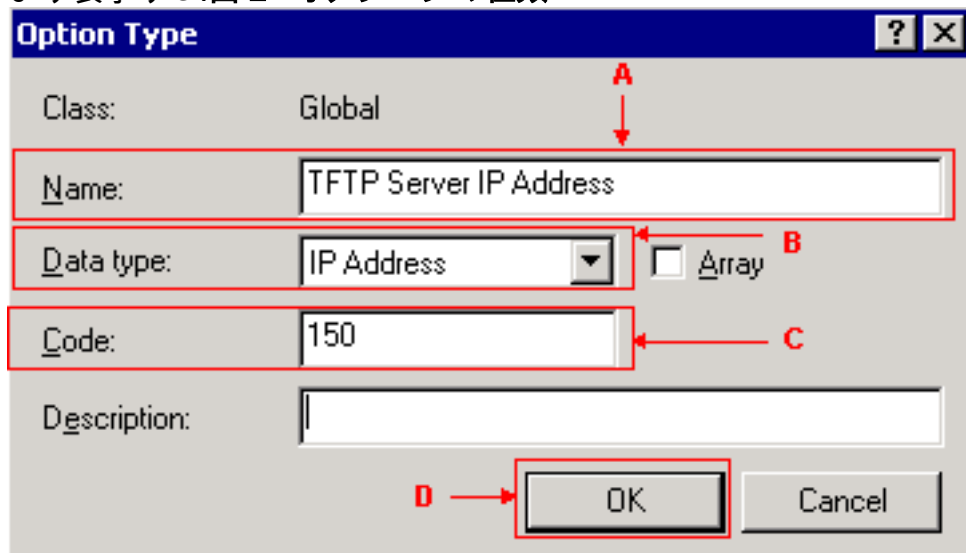 Option Type
A
Class: Global
Name: TFTP Server IP Address
Data type: IP Address Array B
Code: 150 C
Description:
D OK Cancel